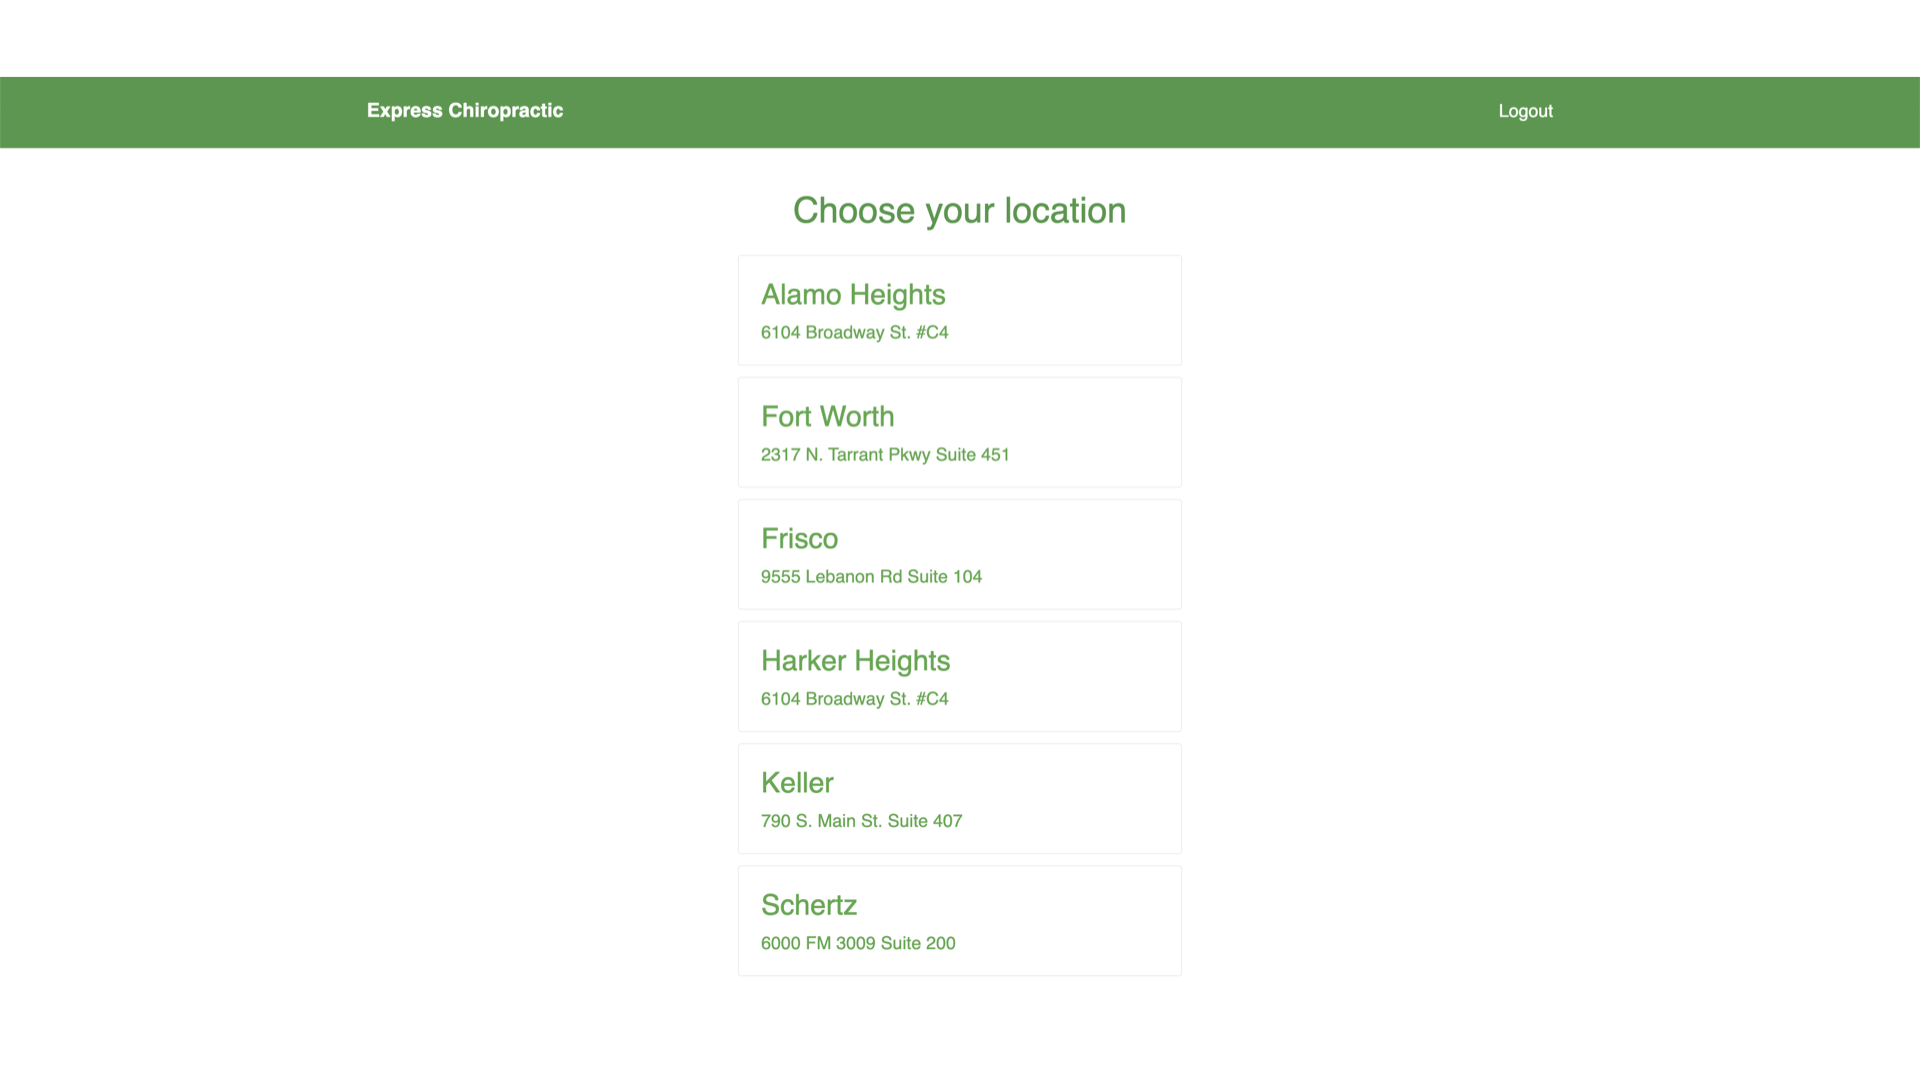 Express Chiropractic
Logout
Choose your location
Alamo Heights
6104 Broadway St. #C4
Fort Worth
2317 N. Tarrant Pkwy Suite 451
Frisco
9555 Lebanon Rd Suite 104
Harker Heights
6104 Broadway St. #C4
Keller
790 S. Main St. Suite 407
Schertz
6000 FM 3009 Suite 200